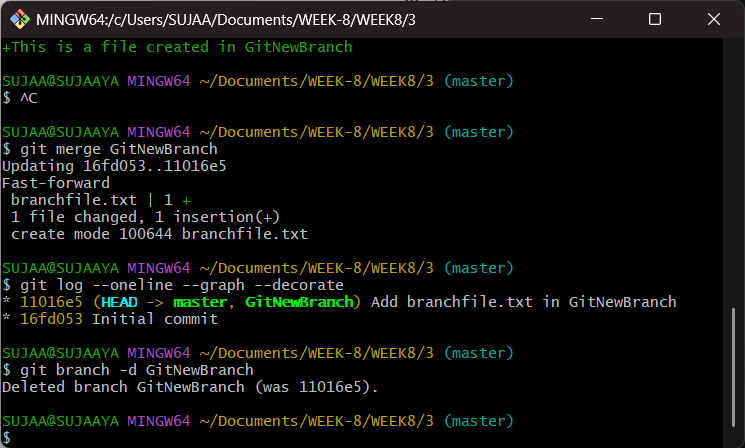 MINGW64:/c/Users/SUJAA/Documents/WEEK-8/WEEK8/3
+This is a file created in GitNewBranch
SUJAA@SUJAAYA MINGW64 ~/Documents/WEEK-8/WEEK8/3 (master)
$ ^C
SUJAA@SUJAAYA MINGW64 ~/Documents/WEEK-8/WEEK8/3 (master)
$ git merge GitNewBranch
Updating 16fd053..11016e5
Fast-forward
 branchfile.txt | 1 +
 1 file changed, 1 insertion(+)
 create mode 100644 branchfile.txt
SUJAA@SUJAAYA MINGW64 ~/Documents/WEEK-8/WEEK8/3 (master)
$ git log --oneline --graph --decorate
* 11016e5 (HEAD -> master, GitNewBranch) Add branchfile.txt in GitNewBranch
* 16fd053 Initial commit
SUJAA@SUJAAYA MINGW64 ~/Documents/WEEK-8/WEEK8/3 (master)
$ git branch -d GitNewBranch
Deleted branch GitNewBranch (was 11016e5).
SUJAA@SUJAAYA MINGW64 ~/Documents/WEEK-8/WEEK8/3 (master)
$